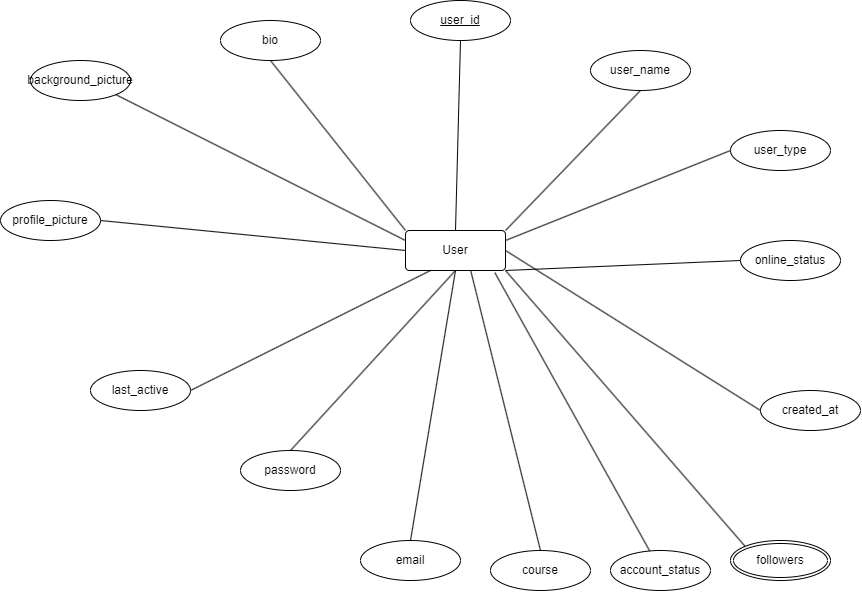 user_id
bio
user_name
background_picture
user_type
profile_picture
User
online_status
last_active
created_at
password
email
course
account_status
followers